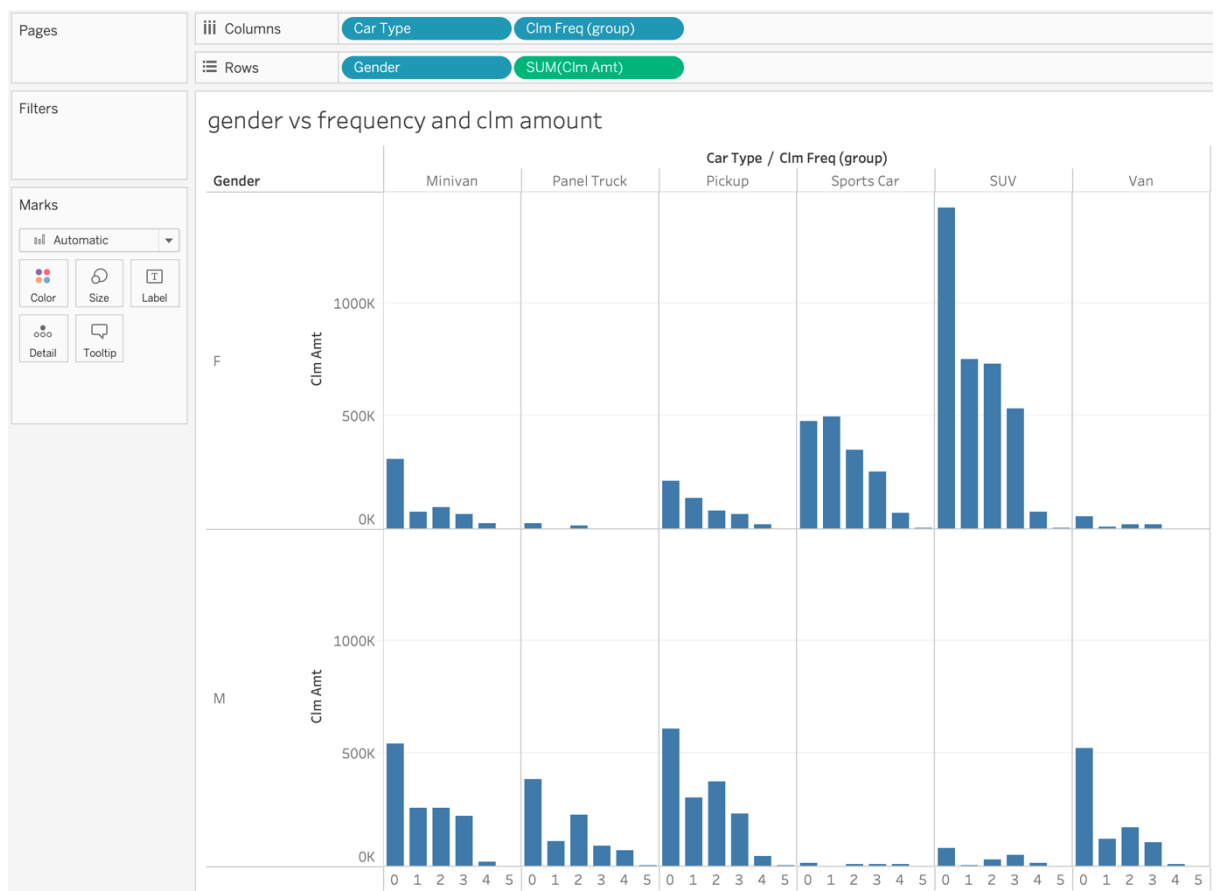 Pages
Columns Car Type Clm Freq (group)
Rows Gender SUM(Clm Amt)
Filters
Marks
Automatic
Color Size Label
Detail Tooltip
gender vs frequency and clm amount
Car Type / Clm Freq (group)
Gender Minivan Panel Truck Pickup Sports Car SUV Van
F
Clm Amt
1000K
500K
0K
M
Clm Amt
1000K
500K
0K
0 1 2 3 4 5 0 1 2 3 4 5 0 1 2 3 4 5 0 1 2 3 4 5 0 1 2 3 4 5 0 1 2 3 4 5